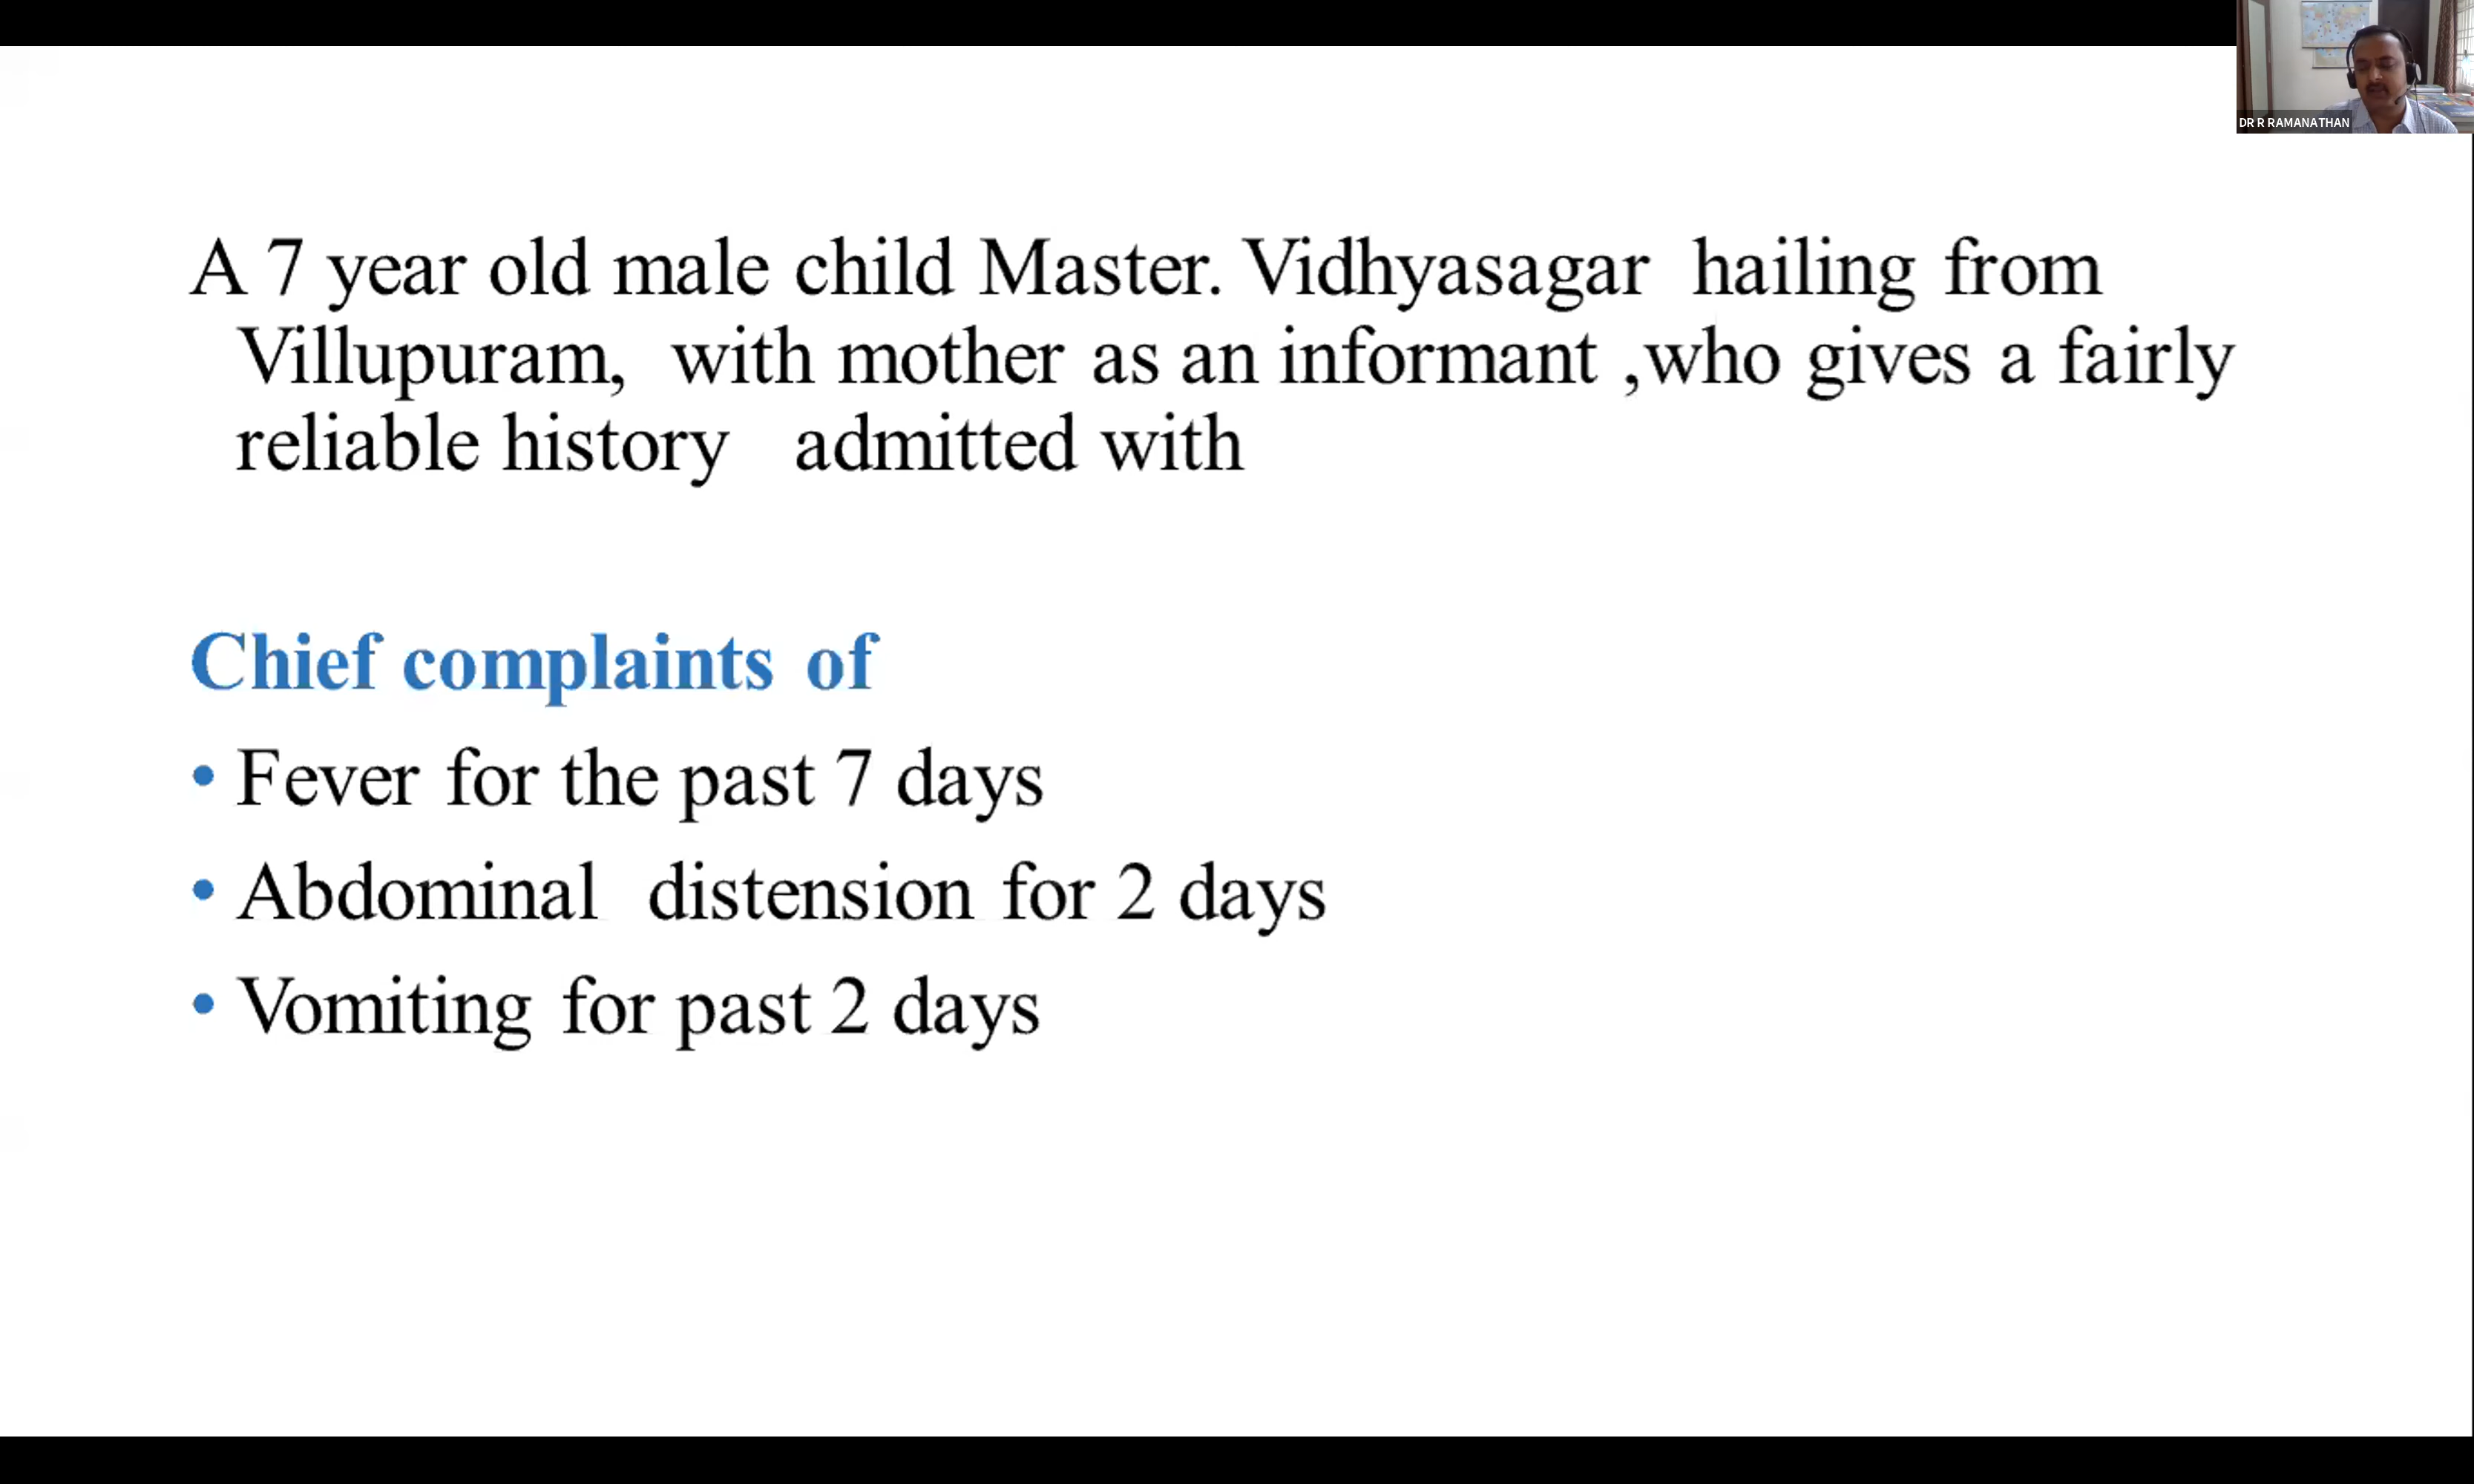 DR R RAMANATHAN
A 7 year old male child Master. Vidhyasagar hailing from
Villupuram, with mother as an informant ,who gives a fairly
reliable history admitted with
Chief complaints of
• Fever for the past 7 days
• Abdominal distension for 2 days
• Vomiting for past 2 days